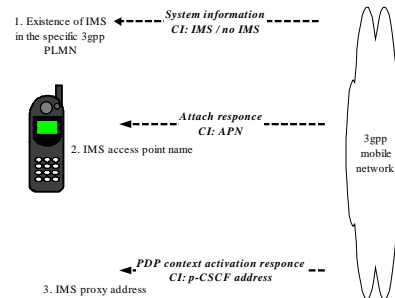 System information
CI: IMS / no IMS
1. Existence of IMS
in the specific 3gpp
PLMN
Attach responce
CI: APN
2. IMS access point name
3gpp
mobile
network
PDP context activation responce
CI: p-CSCF address
3. IMS proxy address